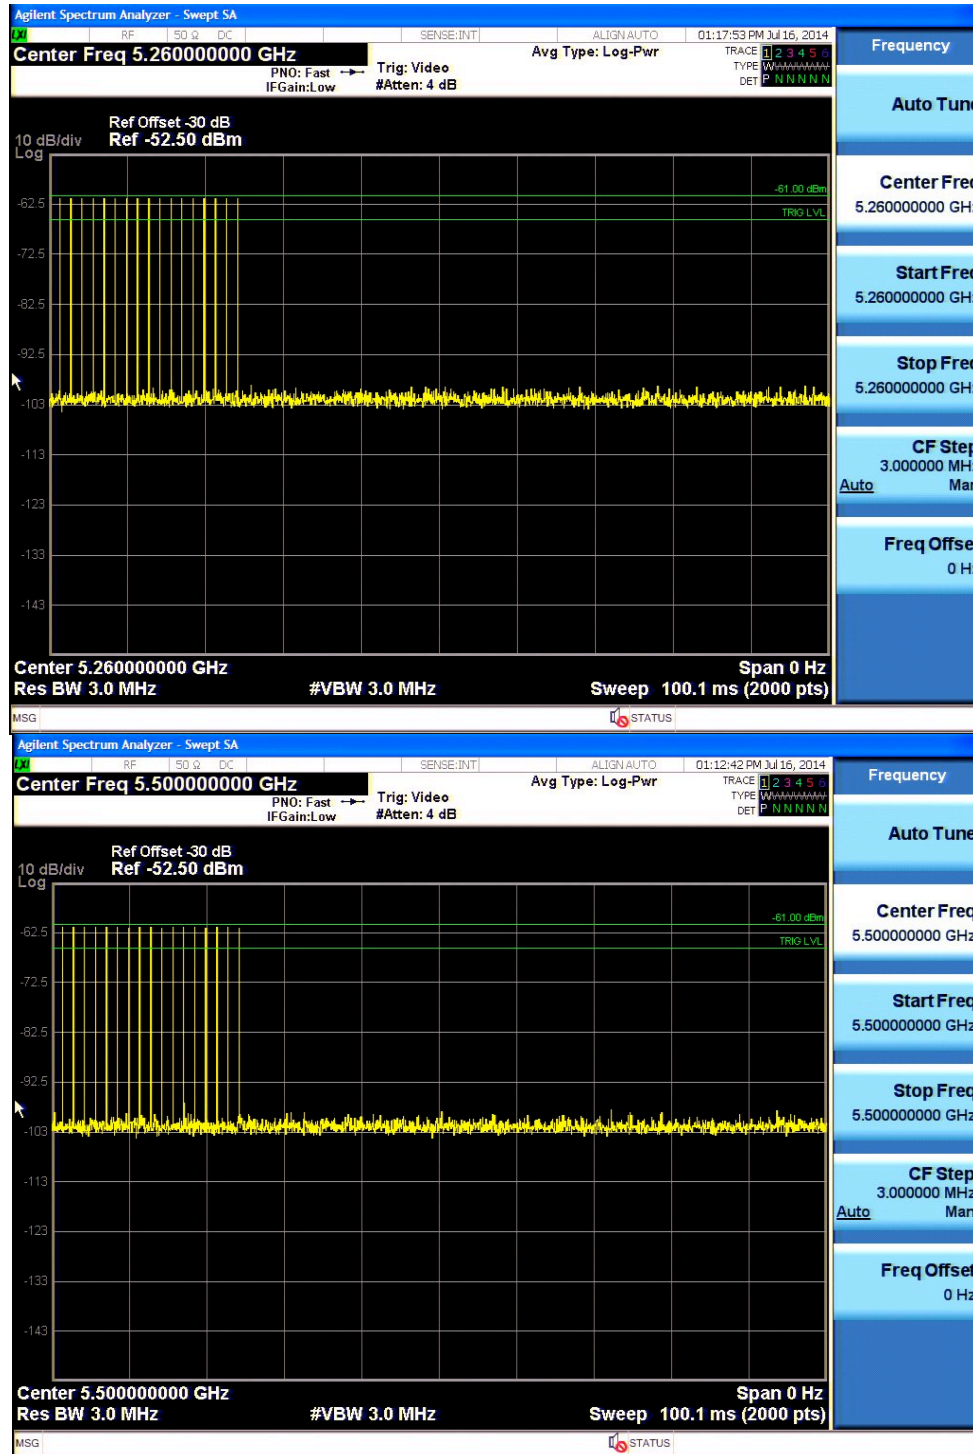 Agilent Spectrum Analyzer - Swept SA
LXI RF 50 Ω DC SENSE:INT ALIGN AUTO 01:17:53 PM Jul 16, 2014
Center Freq 5.260000000 GHz Avg Type: Log-Pwr TRACE 1 2 3 4 5 6
PNO: Fast Trig: Video TYPE
IFGain:Low #Atten: 4 dB DET P N N N N N
Ref Offset -30 dB
10 dB/div Ref -52.50 dBm
Log
-61.00 dBm
-62.5
TRIG LVL
-72.5
-82.5
-92.5
-103
-113
-123
-133
-143
Center 5.260000000 GHz Span 0 Hz
Res BW 3.0 MHz #VBW 3.0 MHz Sweep 100.1 ms (2000 pts)
MSG STATUS
Frequency
Auto Tune
Center Freq
5.260000000 GH
Start Freq
5.260000000 GH
Stop Freq
5.260000000 GH
CF Step
3.000000 MH
Auto Man
Freq Offse
0 H
Agilent Spectrum Analyzer - Swept SA
LXI RF 50 Ω DC SENSE:INT ALIGN AUTO 01:12:42 PM Jul 16, 2014
Center Freq 5.500000000 GHz Avg Type: Log-Pwr TRACE 1 2 3 4 5 6
PNO: Fast Trig: Video TYPE
IFGain:Low #Atten: 4 dB DET P N N N N N
Ref Offset -30 dB
10 dB/div Ref -52.50 dBm
Log
-61.00 dBm
-62.5
TRIG LVL
-72.5
-82.5
-92.5
-103
-113
-123
-133
-143
Center 5.500000000 GHz Span 0 Hz
Res BW 3.0 MHz #VBW 3.0 MHz Sweep 100.1 ms (2000 pts)
MSG STATUS
Frequency
Auto Tune
Center Freq
5.500000000 GHz
Start Freq
5.500000000 GHz
Stop Freq
5.500000000 GHz
CF Step
3.000000 MHz
Auto Man
Freq Offset
0 Hz